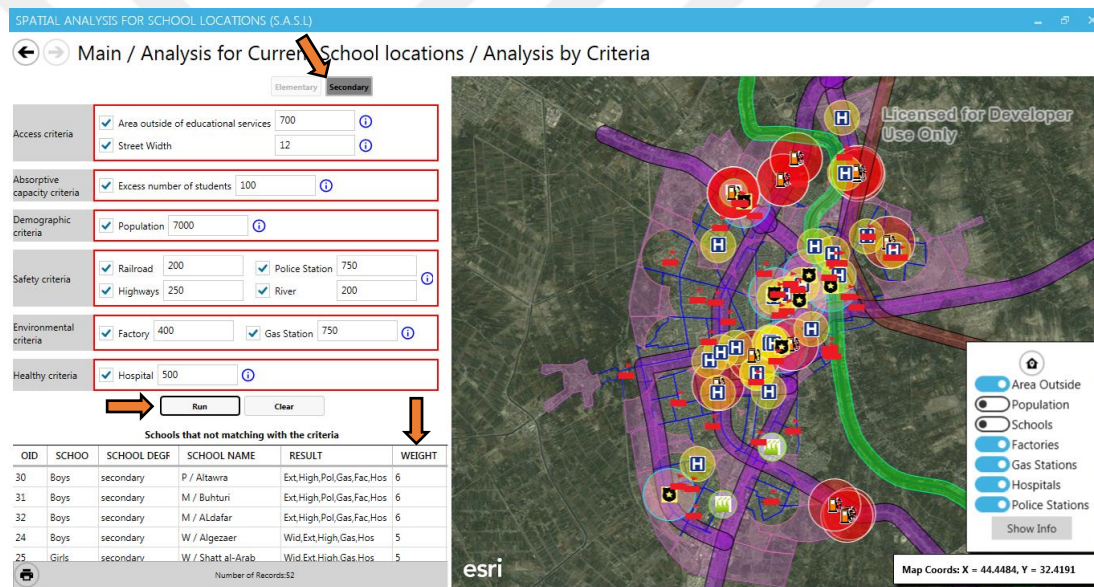 SPATIAL ANALYSIS FOR SCHOOL LOCATIONS (S.A.S.L)
Main / Analysis for Current School locations / Analysis by Criteria
Elementary Secondary
Access criteria
Area outside of educational services 700
Street Width 12
Absorptive
capacity criteria
Excess number of students 100
Demographic
criteria
Population 7000
Safety criteria
Railroad 200 Police Station 750
Highways 250 River 200
Environmental
criteria
Factory 400 Gas Station 750
Healthy criteria
Hospital 500
Run Clear
Schools that not matching with the criteria
OID SCHOO SCHOOL DEGF SCHOOL NAME RESULT WEIGHT
30 Boys secondary P / Altawra Ext,High,Pol,Gas,Fac,Hos 6
31 Boys secondary M / Buhturi Ext,High,Pol,Gas,Fac,Hos 6
32 Boys secondary M / ALdafar Ext,High,Pol,Gas,Fac,Hos 6
24 Boys secondary W / Algezaer Wid,Ext,High,Gas,Hos 5
25 Girls secondary W / Shatt al-Arab Wid,Ext,High,Gas,Hos 5
Number of Records:52
Licensed for Developer
Use Only
Area Outside
Population
Schools
Factories
Gas Stations
Hospitals
Police Stations
Show Info
esri
Map Coords: X = 44.4484, Y = 32.4191